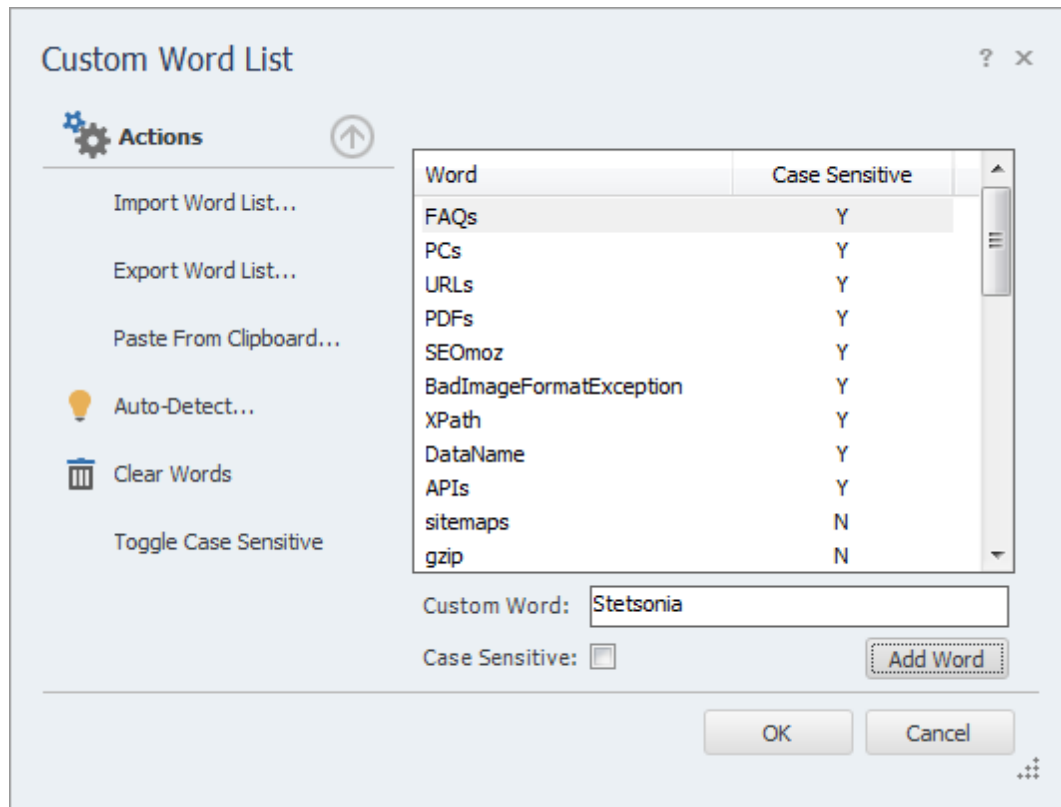 Custom Word List
? ×
Actions
Import Word List...
Export Word List...
Paste From Clipboard...
Auto-Detect...
Clear Words
Toggle Case Sensitive
Word Case Sensitive
FAQs Y
PCs Y
URLs Y
PDFs Y
SEOmoz Y
BadImageFormatException Y
XPath Y
DataName Y
APIs Y
sitemaps N
gzip N
Custom Word: Stetsonia
Case Sensitive:
Add Word
OK Cancel